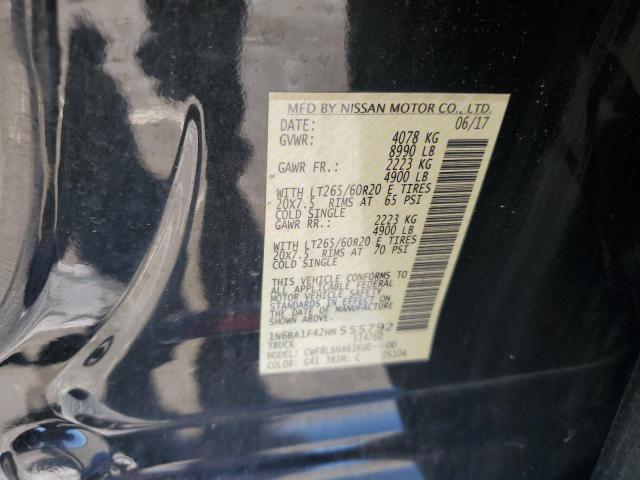 MFD BY NISSAN MOTOR CO., LTD.
DATE: 06/17
GVWR: 4078 KG
8990 LB
GAWR FR.: 2223 KG
4900 LB
WITH LT265/60R20 E TIRES
20X7.5 RIMS AT 65 PSI
COLD SINGLE
GAWR RR.: 2223 KG
4900 LB
WITH LT265/60R20 E TIRES
20X7.5 RIMS AT 70 PSI
COLD SINGLE
THIS VEHICLE CONFORMS TO
ALL APPLICABLE FEDERAL
MOTOR VEHICLE SAFETY
STANDARDS IN EFFECT ON
THE DATE OF MANUFACTURE
SHOWN ABOVE.
1N6BA1F42HN555792
TRUCK 514760
MODEL:
COLOR: G41 TRIM: C 2510A